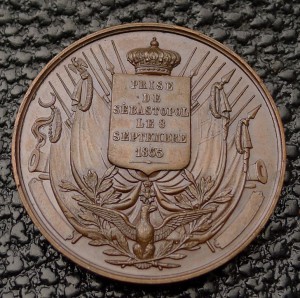 PRISE
DE
SÉBASTOPOL
LE 8
SEPTEMBRE
1855